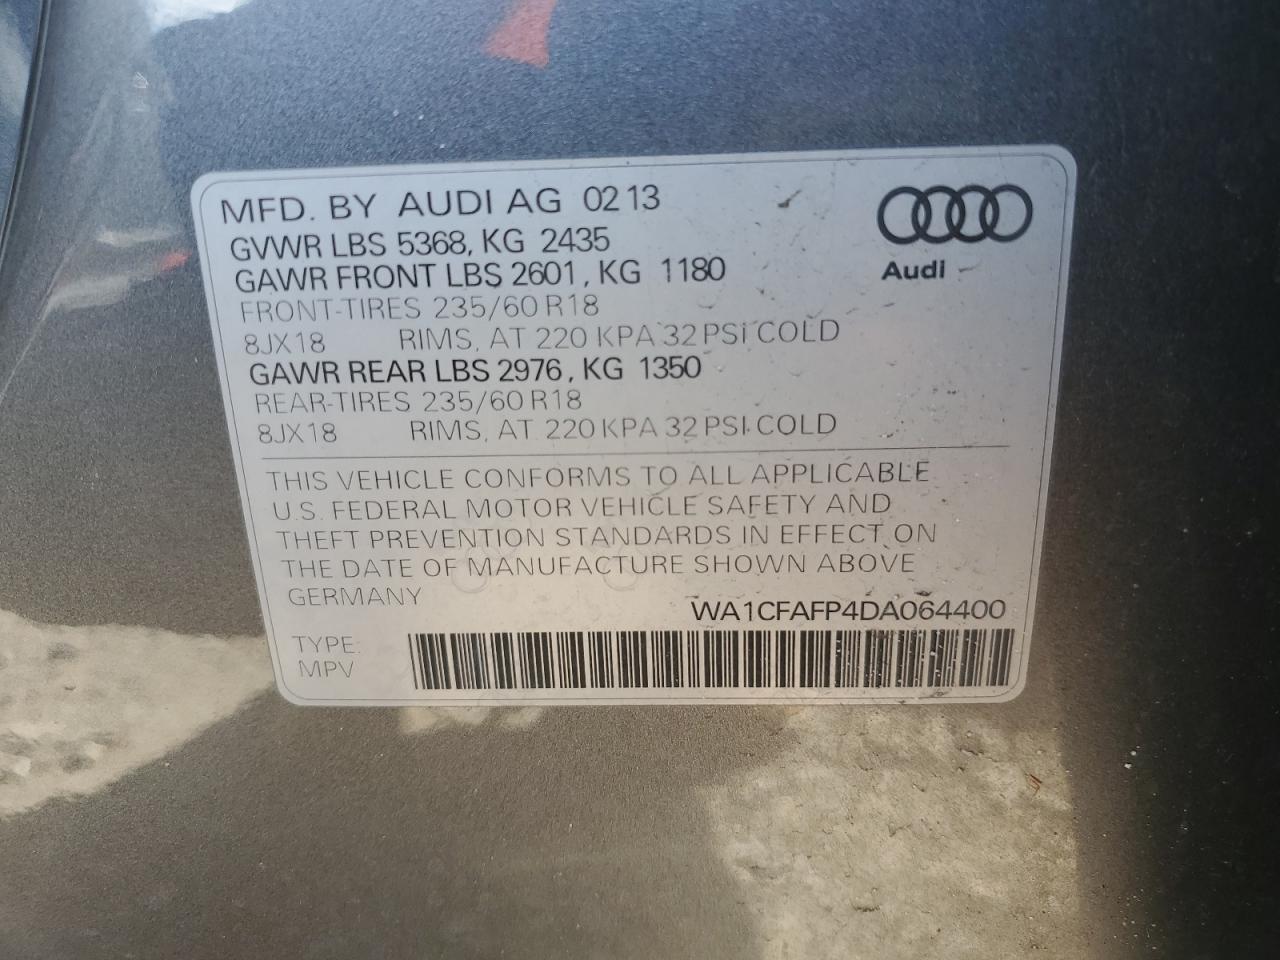 MFD. BY AUDI AG 02 13
GVWR LBS 5368, KG 2435
GAWR FRONT LBS 2601, KG 1180
FRONT-TIRES 235/60 R18
8JX18 RIMS, AT 220 KPA 32 PSI COLD
GAWR REAR LBS 2976, KG 1350
REAR-TIRES 235/60 R18
8JX18 RIMS, AT 220 KPA 32 PSI COLD
Audi
THIS VEHICLE CONFORMS TO ALL APPLICABLE
U.S. FEDERAL MOTOR VEHICLE SAFETY AND
THEFT PREVENTION STANDARDS IN EFFECT ON
THE DATE OF MANUFACTURE SHOWN ABOVE
GERMANY
WA1CFAFP4DA064400
TYPE:
MPV